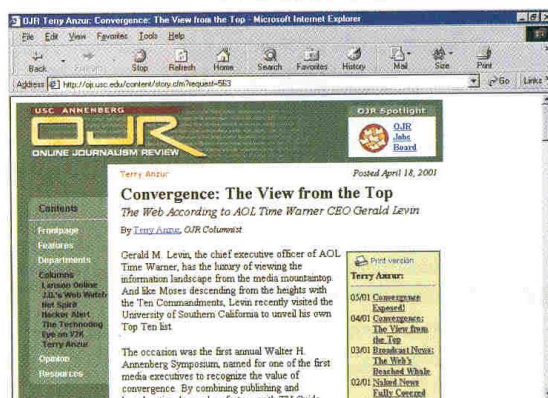 OJR Terry Anzur: Convergence: The View from the Top - Microsoft Internet Explorer
File Edit View Favorites Tools Help
Back Stop Refresh Home Search Favorites History Mail Size Print
Address http://ojr.usc.edu/content/story.cfm?request=563 Go Links
USC ANNENBERG
OJR
ONLINE JOURNALISM REVIEW
OJR Spotlight
OJR
Jobs
Board
Terry Anzur
Posted April 18, 2001
Convergence: The View from the Top
The Web According to AOL Time Warner CEO Gerald Levin
By Terry Anzur, OJR Columnist
Contents
Frontpage
Features
Departments
Columns
Larson Online
J.D.'s Web Watch
Net Spirit
Hacker Alert
The Technodog
Eye on Y2K
Terry Anzur
Opinion
Resources
Gerald M. Levin, the chief executive officer of AOL
Time Warner, has the luxury of viewing the
information landscape from the media mountaintop.
And like Moses descending from the heights with
the Ten Commandments, Levin recently visited the
University of Southern California to unveil his own
Top Ten list.
The occasion was the first annual Walter H.
Annenberg Symposium, named for one of the first
media executives to recognize the value of
convergence. By combining publishing and
Print version
Terry Anzur:
05/01 Convergence
Exposed!
04/01 Convergence:
The View from
the Top
03/01 Broadcast News:
The Web's
Beached Whale
02/01 Naked News
Fully Covered